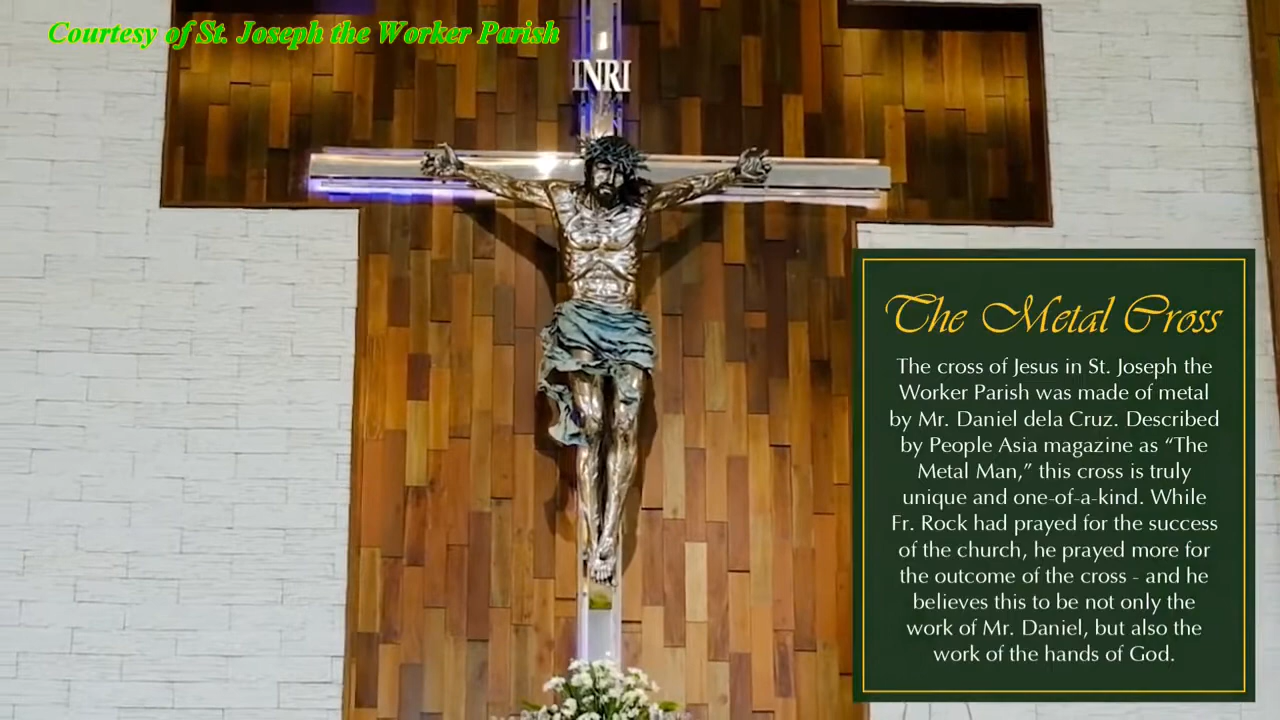 Courtesy of St. Joseph the Worker Parish
INRI
The Metal Cross
The cross of Jesus in St. Joseph the
Worker Parish was made of metal
by Mr. Daniel dela Cruz. Described
by People Asia magazine as “The
Metal Man,” this cross is truly
unique and one-of-a-kind. While
Fr. Rock had prayed for the success
of the church, he prayed more for
the outcome of the cross - and he
believes this to be not only the
work of Mr. Daniel, but also the
work of the hands of God.